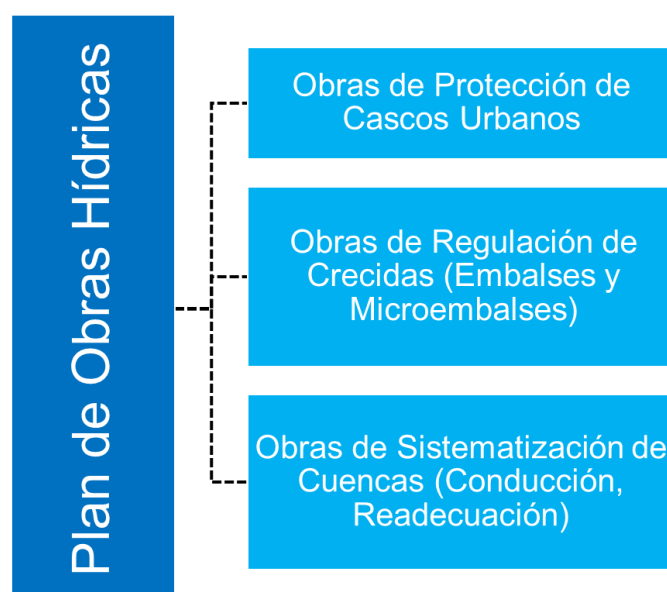 Plan de Obras Hídricas
Obras de Protección de
Cascos Urbanos
Obras de Regulación de
Crecidas (Embalses y
Microembalses)
Obras de Sistematización de
Cuencas (Conducción,
Readecuación)